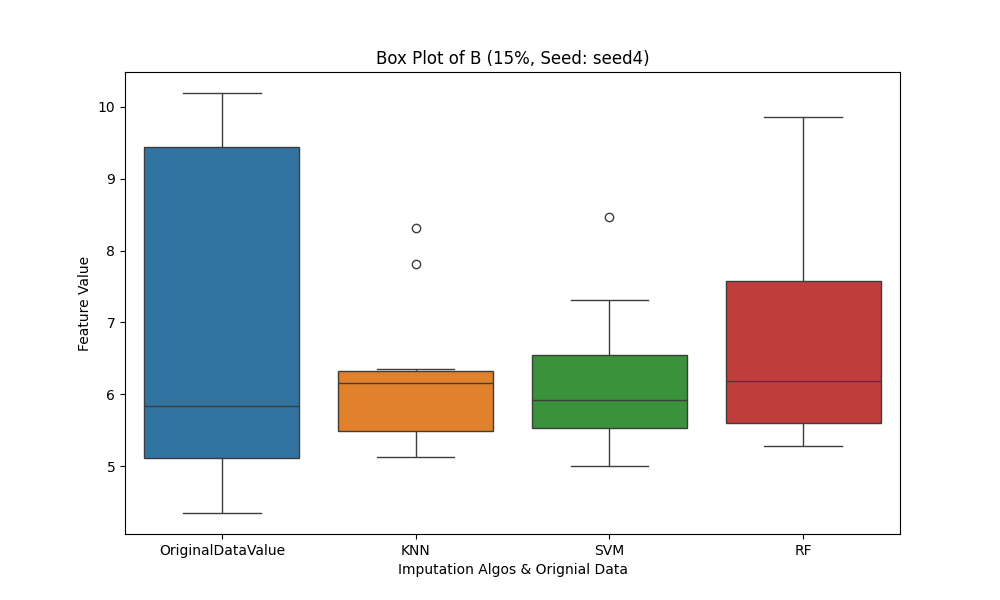 Box Plot of B (15%, Seed: seed4)
10
9
8
7
6
5
Feature Value
OriginalDataValue
KNN
SVM
RF
Imputation Algos & Orignial Data